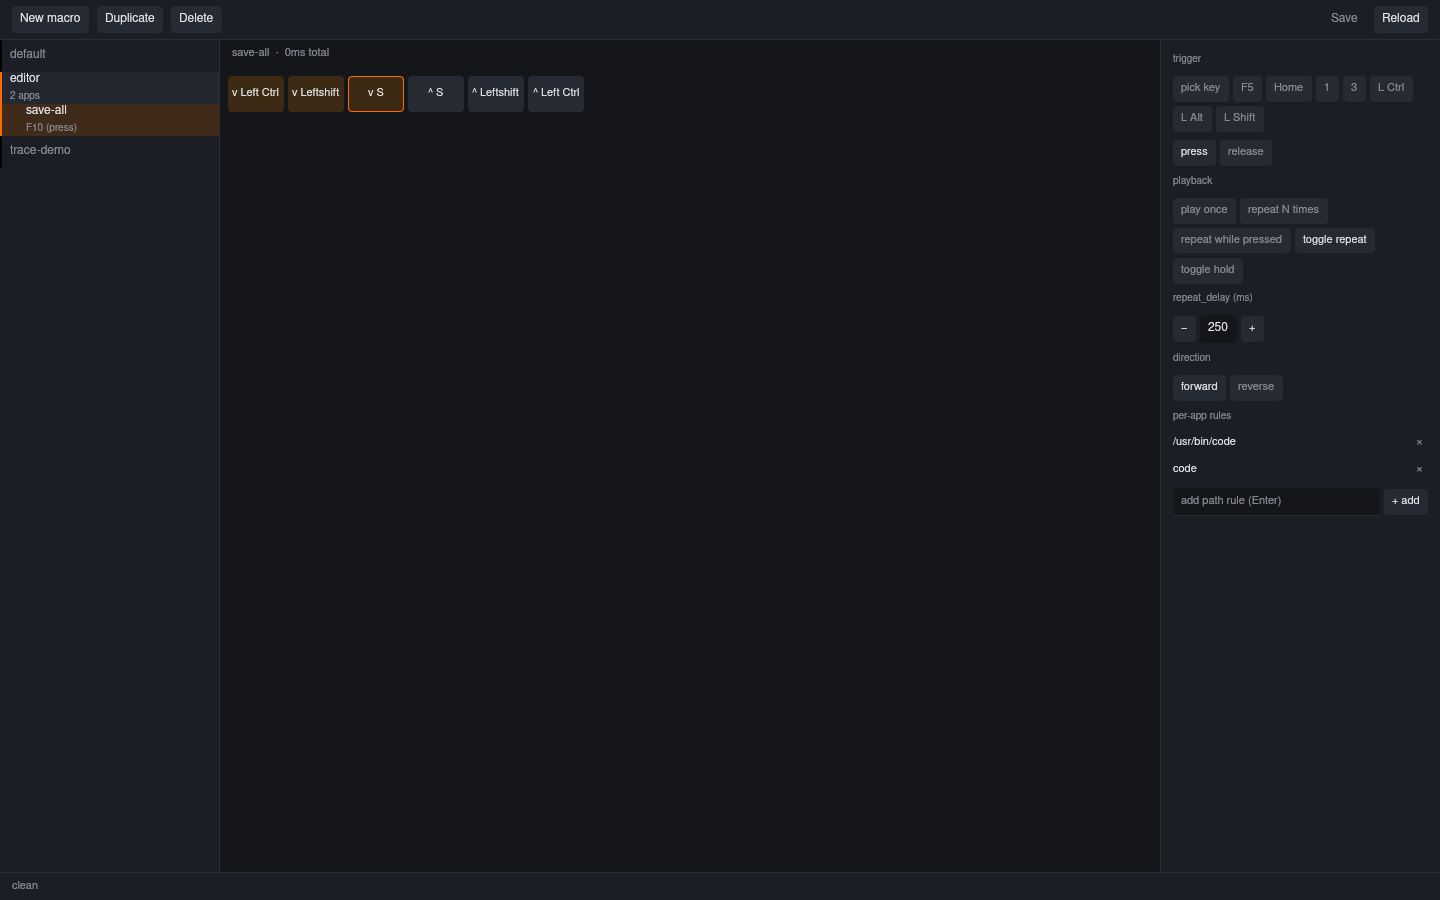 New macro Duplicate Delete Save Reload
default
editor
2 apps
save-all
F10 (press)
trace-demo
save-all · 0ms total
v Left Ctrl v Leftshift v S ^ S ^ Leftshift ^ Left Ctrl
trigger
pick key F5 Home 1 3 L Ctrl
L Alt L Shift
press release
playback
play once repeat N times
repeat while pressed toggle repeat
toggle hold
repeat_delay (ms)
– 250 +
direction
forward reverse
per-app rules
/usr/bin/code ×
code ×
add path rule (Enter) + add
clean